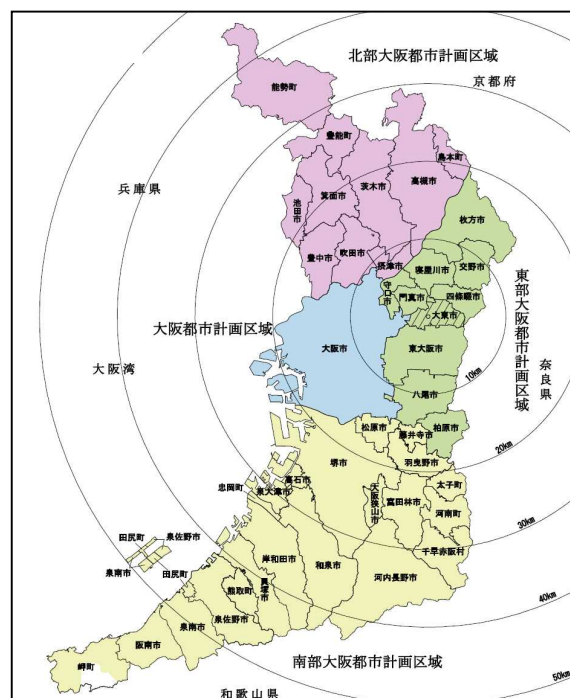 北部大阪都市計画区域
京都府
能勢町
豊能町
島本町
兵庫県
茨木市
高槻市
箕面市
池田市
枚方市
豊中市
吹田市
摂津市
寝屋川市
交野市
守口市
門真市
四條畷市
大東市
東部大阪都市計画区域
大阪都市計画区域
大阪市
東大阪市
大阪湾
奈良県
10km
八尾市
松原市
藤井寺市
柏原市
堺市
羽曳野市
20km
高石市
忠岡町
泉大津市
大阪狭山市
富田林市
太子町
河南町
30km
田尻町
泉佐野市
千早赤阪村
泉南市
田尻町
岸和田市
和泉市
河内長野市
熊取町
貝塚市
40km
泉佐野市
泉南市
阪南市
岬町
南部大阪都市計画区域
50km
和歌山県